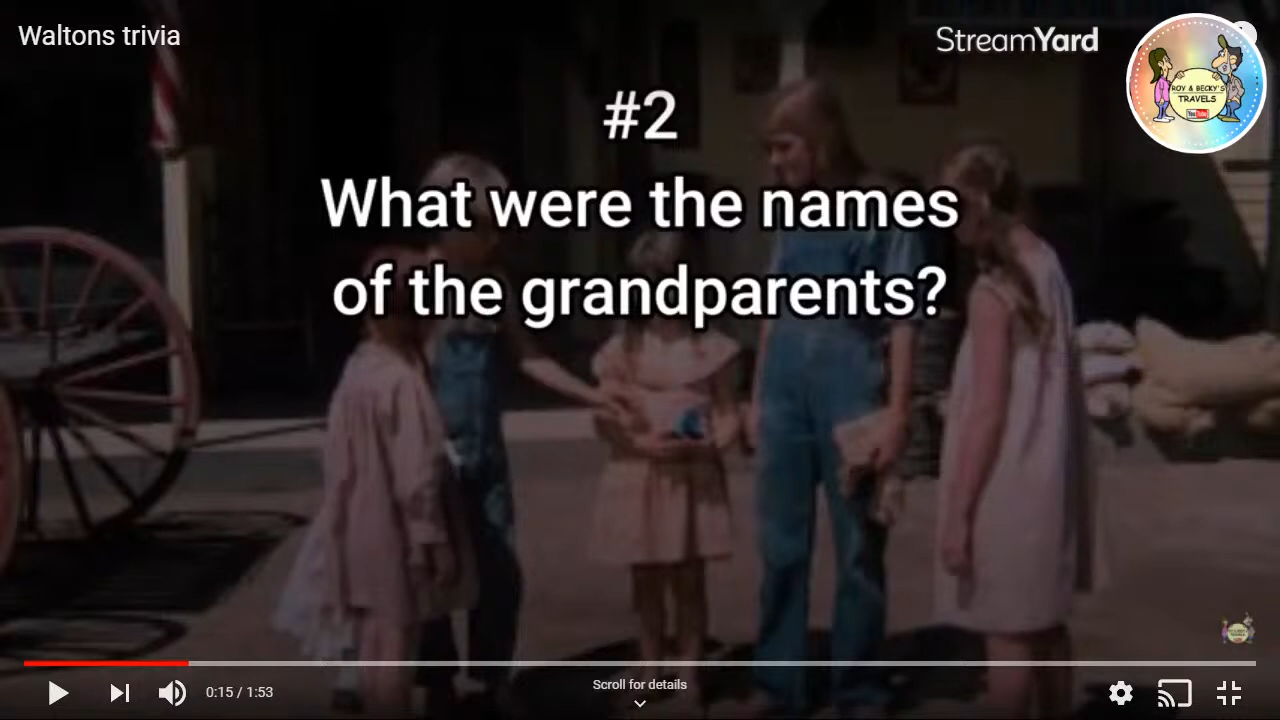 Waltons trivia
StreamYard
ROY & BECKY'S
TRAVELS
#2
What were the names
of the grandparents?
0:15 / 1:53
Scroll for details